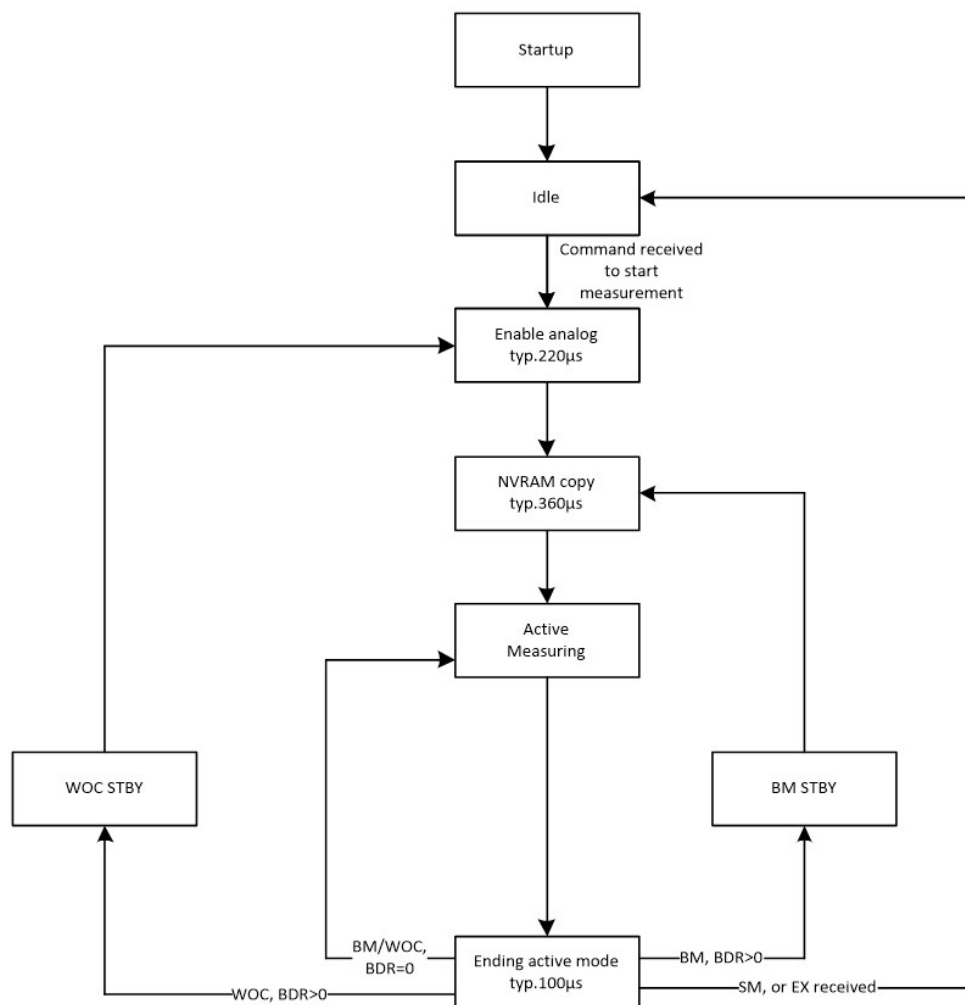 Startup
Idle
Command received
to start
measurement
Enable analog
typ.220µs
NVRAM copy
typ.360µs
Active
Measuring
WOC STBY
BM STBY
BM/WOC,
BDR=0
Ending active mode
typ.100µs
BM, BDR>0
WOC, BDR>0
SM, or EX received